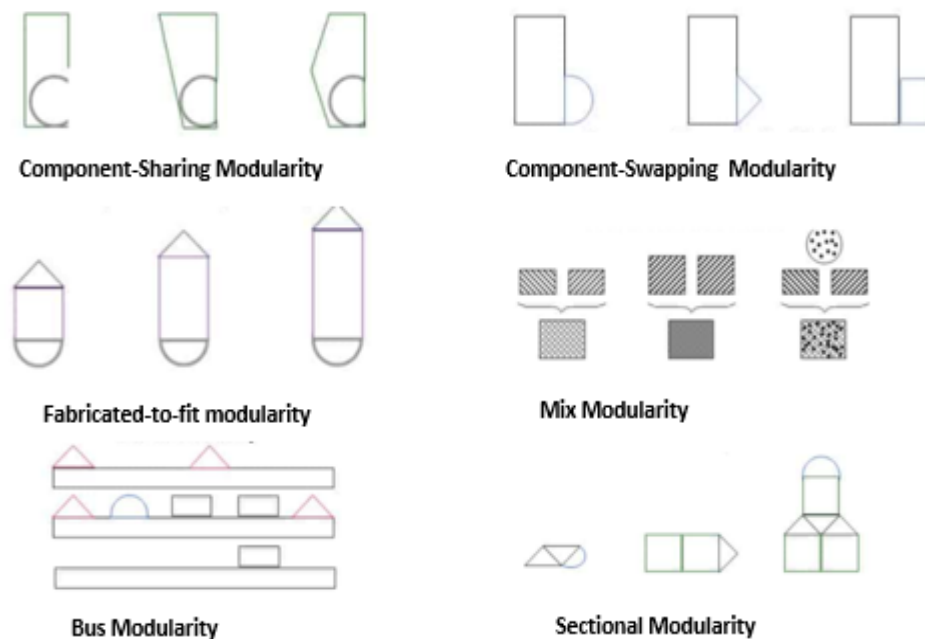 Component-Sharing Modularity
Component-Swapping Modularity
Fabricated-to-fit modularity
Mix Modularity
Bus Modularity
Sectional Modularity